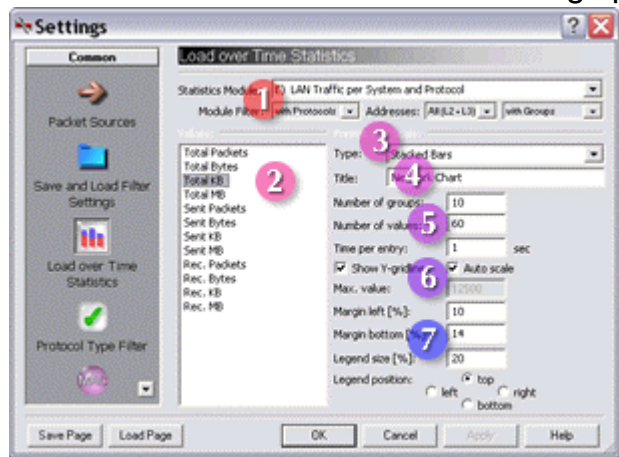 Settings
Common
Load over Time Statistics
Packet Sources
Save and Load Filter
Settings
Load over Time
Statistics
Protocol Type Filter
Statistics Module: LAN Traffic per System and Protocol
1
Module Filter: with Protocols Addresses: All (L2+L3) with Groups
Values:
Total Packets
Total Bytes
Total KB
Total MB
Sent Packets
Sent Bytes
Sent KB
Sent MB
Rec. Packets
Rec. Bytes
Rec. KB
Rec. MB
2
3
Type: Stacked Bars
4
Title: Chart
Number of groups: 10
5
Number of values: 60
Time per entry: 1 sec
6
Show Y-gridlines Auto scale
Max. value: 12500
Margin left [%]: 10
7
Margin bottom [%]: 14
Legend size [%]: 20
Legend position: top
left right
bottom
Save Page Load Page OK Cancel Apply Help